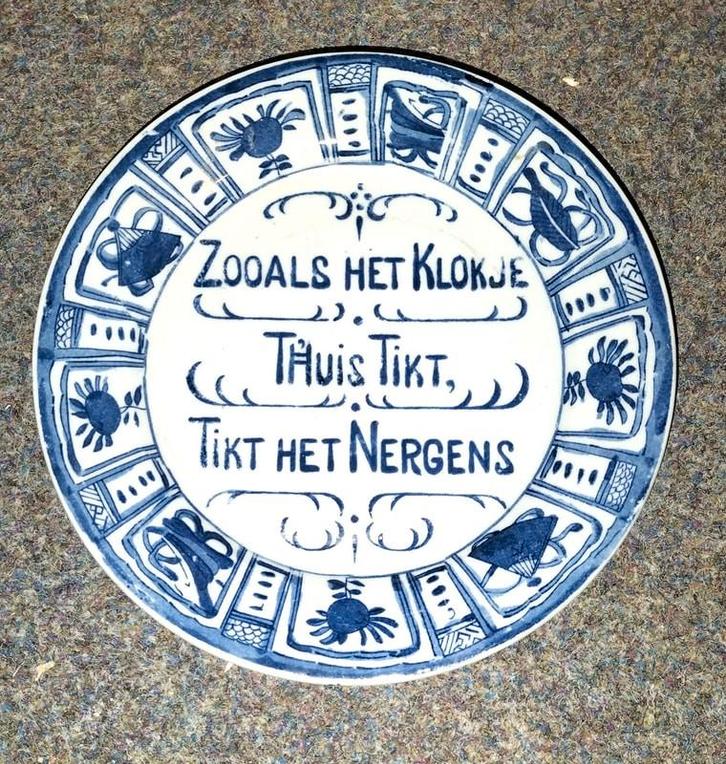 ZOOALS HET KLOKJE
T'HUIS TIKT,
TIKT HET NERGENS